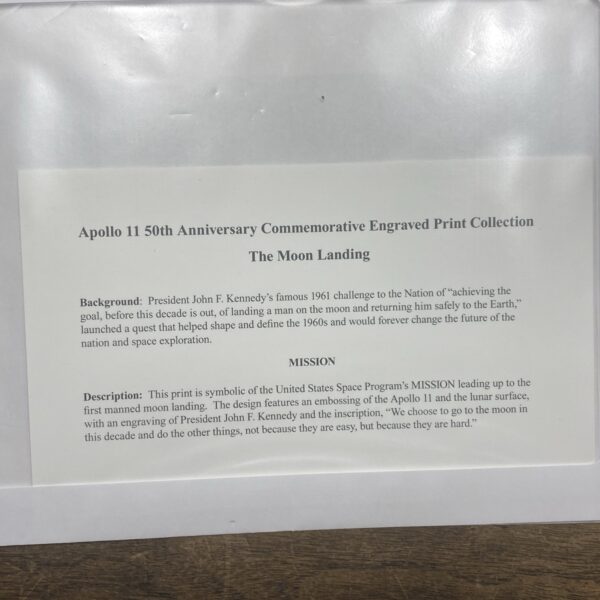 Apollo 11 50th Anniversary Commemorative Engraved Print Collection
The Moon Landing
Background: President John F. Kennedy's famous 1961 challenge to the Nation of "achieving the
goal, before this decade is out, of landing a man on the moon and returning him safely to the Earth,"
launched a quest that helped shape and define the 1960s and would forever change the future of the
nation and space exploration.
MISSION
Description: This print is symbolic of the United States Space Program's MISSION leading up to the
first manned moon landing. The design features an embossing of the Apollo 11 and the lunar surface,
with an engraving of President John F. Kennedy and the inscription, "We choose to go to the moon in
this decade and do the other things, not because they are easy, but because they are hard."